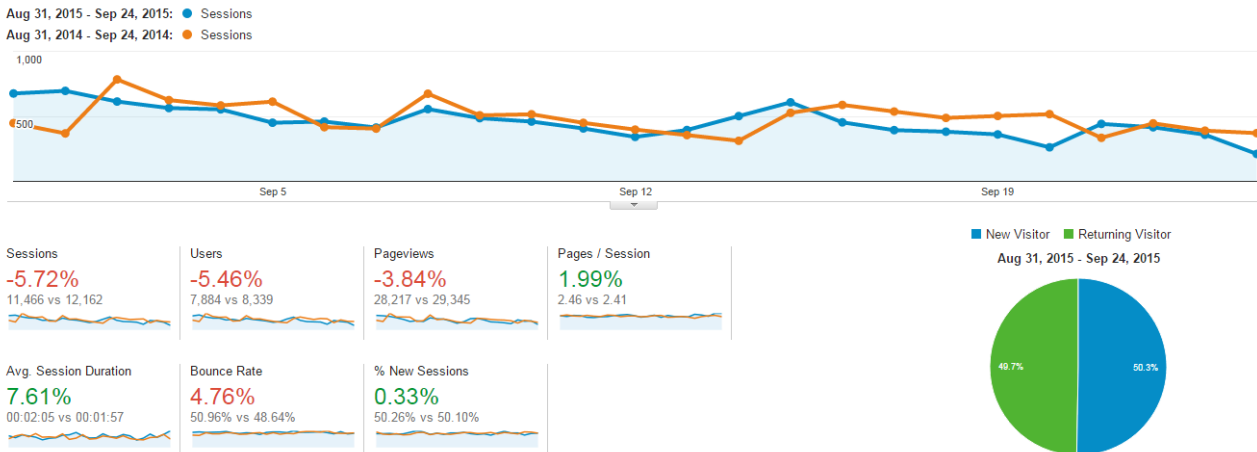 Aug 31, 2015 - Sep 24, 2015: Sessions
Aug 31, 2014 - Sep 24, 2014: Sessions
1,000
500
Sep 5 Sep 12 Sep 19
Sessions
-5.72%
11,466 vs 12,162
Users
-5.46%
7,884 vs 8,339
Pageviews
-3.84%
28,217 vs 29,345
Pages / Session
1.99%
2.46 vs 2.41
Avg. Session Duration
7.61%
00:02:05 vs 00:01:57
Bounce Rate
4.76%
50.96% vs 48.64%
% New Sessions
0.33%
50.26% vs 50.10%
New Visitor Returning Visitor
Aug 31, 2015 - Sep 24, 2015
49.7% 50.3%